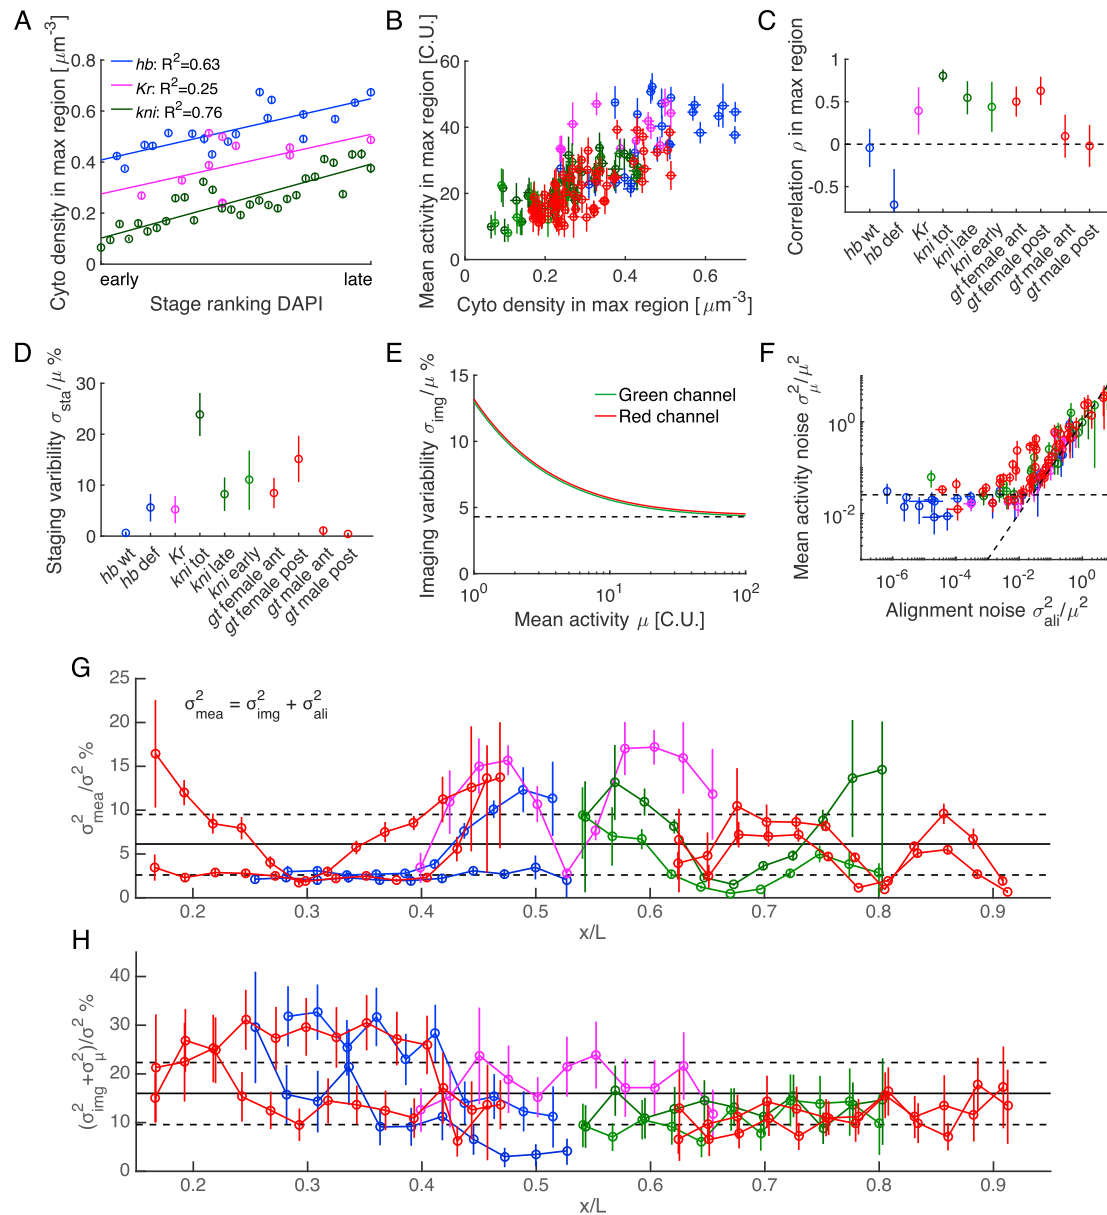 A
Cyto density in max region [μm-3]
0.8
0.6
0.4
0.2
0
hb: R2=0.63
Kr: R2=0.25
kni: R2=0.76
early
late
Stage ranking DAPI
B
Mean activity in max region [C.U.]
60
40
20
0
0
0.2
0.4
0.6
Cyto density in max region [μm-3]
C
Correlation ρ in max region
1
0.5
0
-0.5
hb wt
hb def
Kr
kni tot
kni late
kni early
gt female ant
gt female post
gt male ant
gt male post
D
Staging varibility σsta/μ %
30
20
10
0
hb wt
hb def
Kr
kni tot
kni late
kni early
gt female ant
gt female post
gt male ant
gt male post
E
Imaging variability σimg/μ %
15
10
5
0
Green channel
Red channel
100
101
102
Mean activity μ [C.U.]
F
Mean activity noise σ2μ/μ2
100
10-2
10-6
10-4
10-2
100
Alignment noise σ2ali/μ2
G
σ2mea/σ2 %
25
20
15
10
5
0
σ2mea = σ2img + σ2ali
0.2
0.3
0.4
0.5
0.6
0.7
0.8
0.9
x/L
H
(σ2img+σ2μ)/σ2 %
40
30
20
10
0
0.2
0.3
0.4
0.5
0.6
0.7
0.8
0.9
x/L